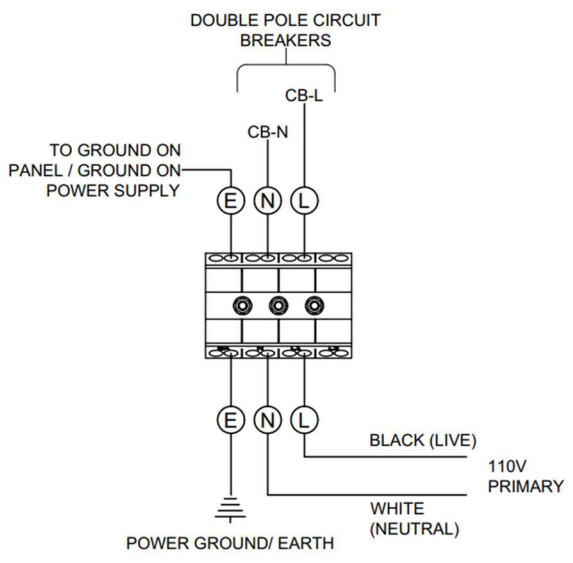 DOUBLE POLE CIRCUIT
BREAKERS
CB-L
CB-N
TO GROUND ON
PANEL / GROUND ON
POWER SUPPLY
E N L
E N L
BLACK (LIVE)
110V
PRIMARY
WHITE
(NEUTRAL)
POWER GROUND/ EARTH